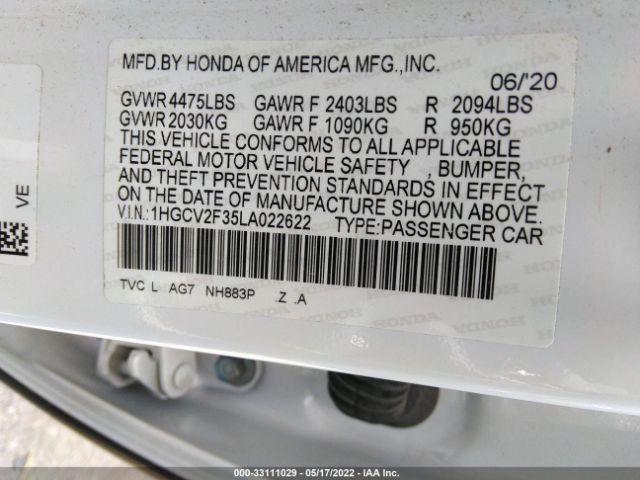 MFD.BY HONDA OF AMERICA MFG.,INC.
06/'20
GVWR 4475LBS GAWR F 2403LBS R 2094LBS
GVWR 2030KG GAWR F 1090KG R 950KG
THIS VEHICLE CONFORMS TO ALL APPLICABLE
FEDERAL MOTOR VEHICLE SAFETY , BUMPER,
AND THEFT PREVENTION STANDARDS IN EFFECT
ON THE DATE OF MANUFACTURE SHOWN ABOVE.
V.I.N.:1HGCV2F35LA022622 TYPE:PASSENGER CAR
TVC L AG7 NH883P .Z .A
VE
000-33111029 — 05/17/2022 — IAA Inc.